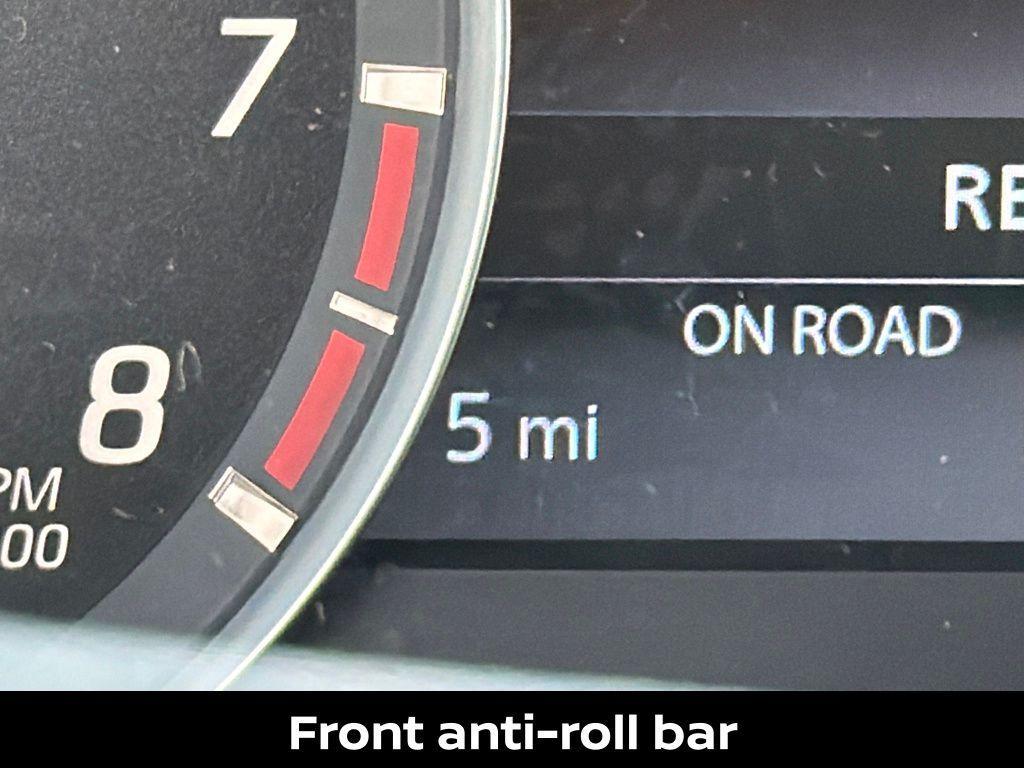 7
RE
ON ROAD
5 mi
8
PM
00
Front anti-roll bar